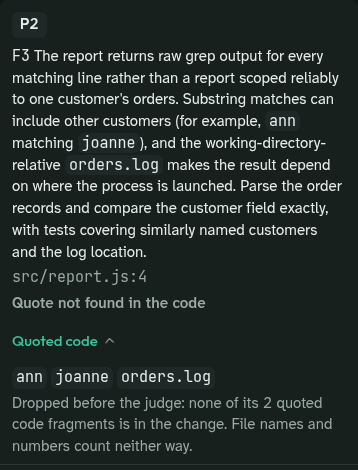 P2
F3 The report returns raw grep output for every
matching line rather than a report scoped reliably
to one customer's orders. Substring matches can
include other customers (for example, ann
matching joanne ), and the working-directory-
relative orders.log makes the result depend
on where the process is launched. Parse the order
records and compare the customer field exactly,
with tests covering similarly named customers
and the log location.
src/report.js:4
Quote not found in the code
Quoted code
ann joanne orders.log
Dropped before the judge: none of its 2 quoted
code fragments is in the change. File names and
numbers count neither way.